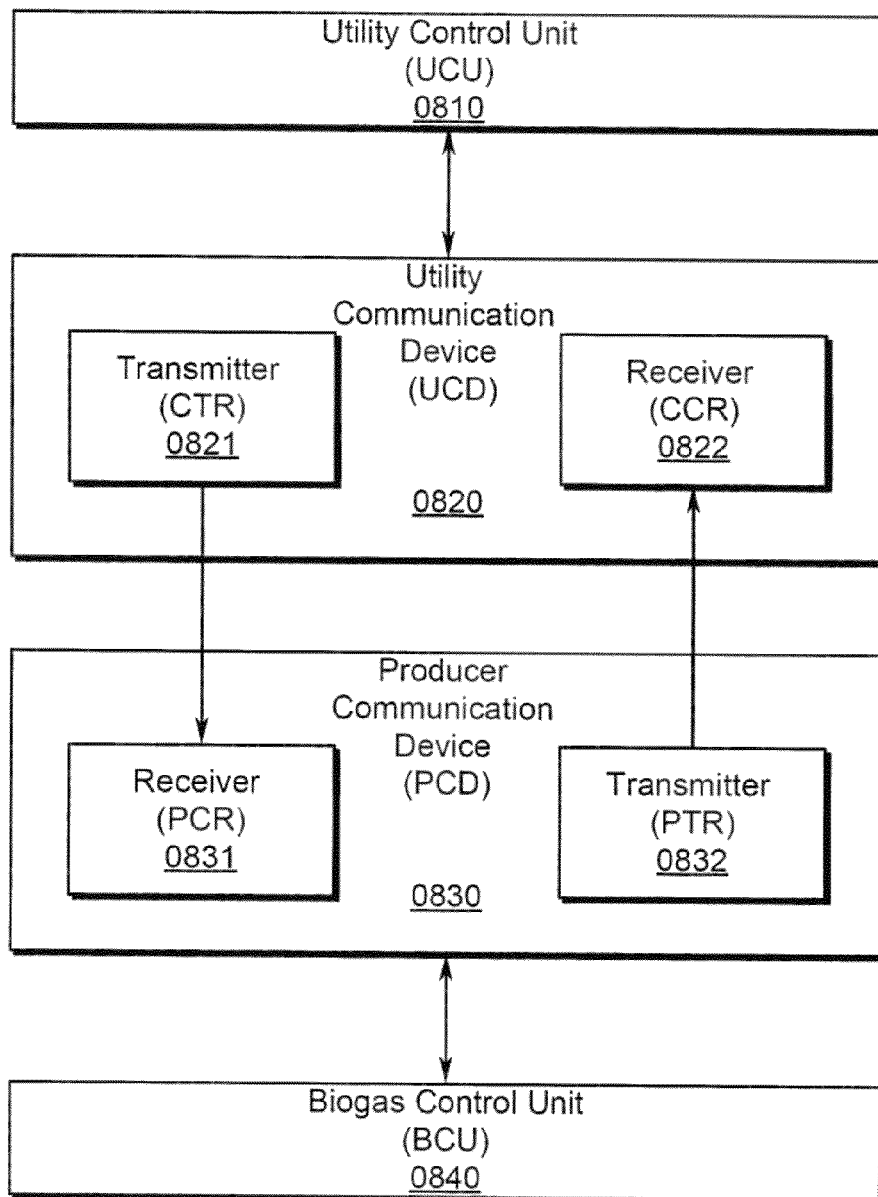 Utility Control Unit
(UCU)
0810
Utility
Communication
Device
(UCD)
0820
Transmitter
(CTR)
0821
Receiver
(CCR)
0822
Producer
Communication
Device
(PCD)
0830
Receiver
(PCR)
0831
Transmitter
(PTR)
0832
Biogas Control Unit
(BCU)
0840